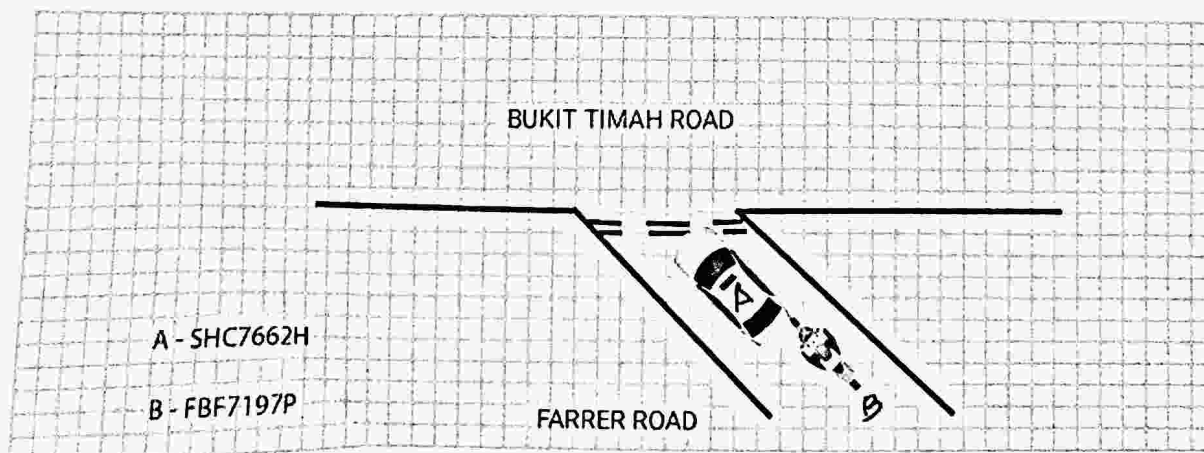 BUKIT TIMAH ROAD
A
A - SHC7662H
B - FBF7197P
B
FARRER ROAD